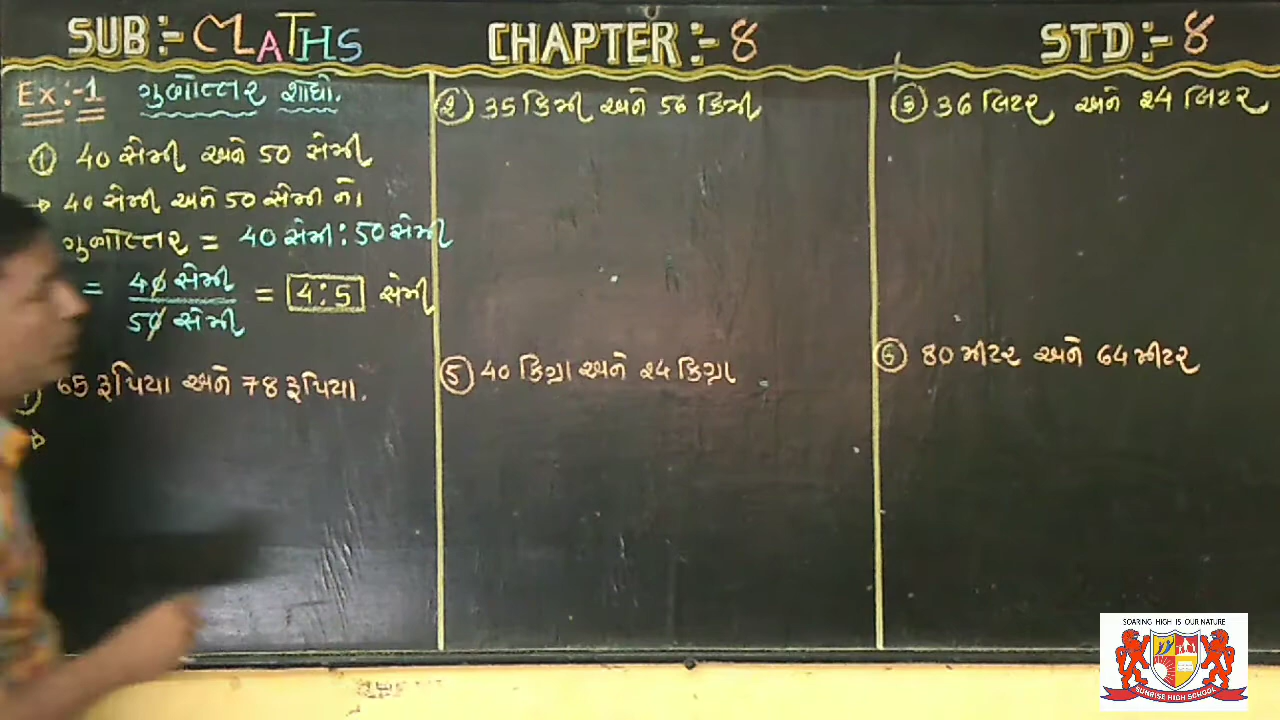 SUB:- MATHS
CHAPTER:- 8
STD:- 8
Ex:-1 ગુણોત્તર શોધો.
① 40 સેમી અને 50 સેમી
→ 40 સેમી અને 50 સેમી નો
ગુણોત્તર = 40 સેમી : 50 સેમી
= 40 સેમી / 50 સેમી = 4:5 સેમી
65 રૂપિયા અને 78 રૂપિયા.
② 35 કિમી અને 56 કિમી
⑤ 40 કિગ્રા અને 24 કિગ્રા
③ 36 લિટર અને 24 લિટર
⑥ 80 મીટર અને 64 મીટર
SOARING HIGH IS OUR NATURE
SUNRISE HIGH SCHOOL